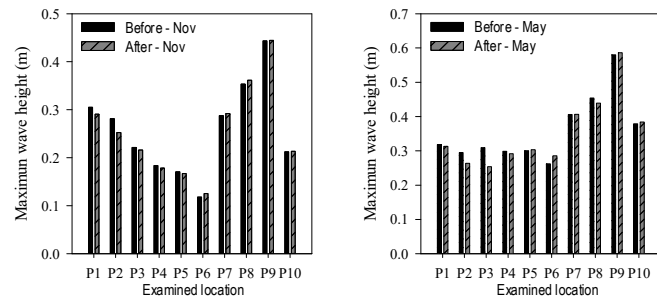 0.5
0.4
0.3
0.2
0.1
0.0
Maximun wave height (m)
Before - Nov
After - Nov
P1 P2 P3 P4 P5 P6 P7 P8 P9 P10
Examined location
0.7
0.6
0.5
0.4
0.3
0.2
0.1
0.0
Maximun wave height (m)
Before - May
After - May
P1 P2 P3 P4 P5 P6 P7 P8 P9 P10
Examined location